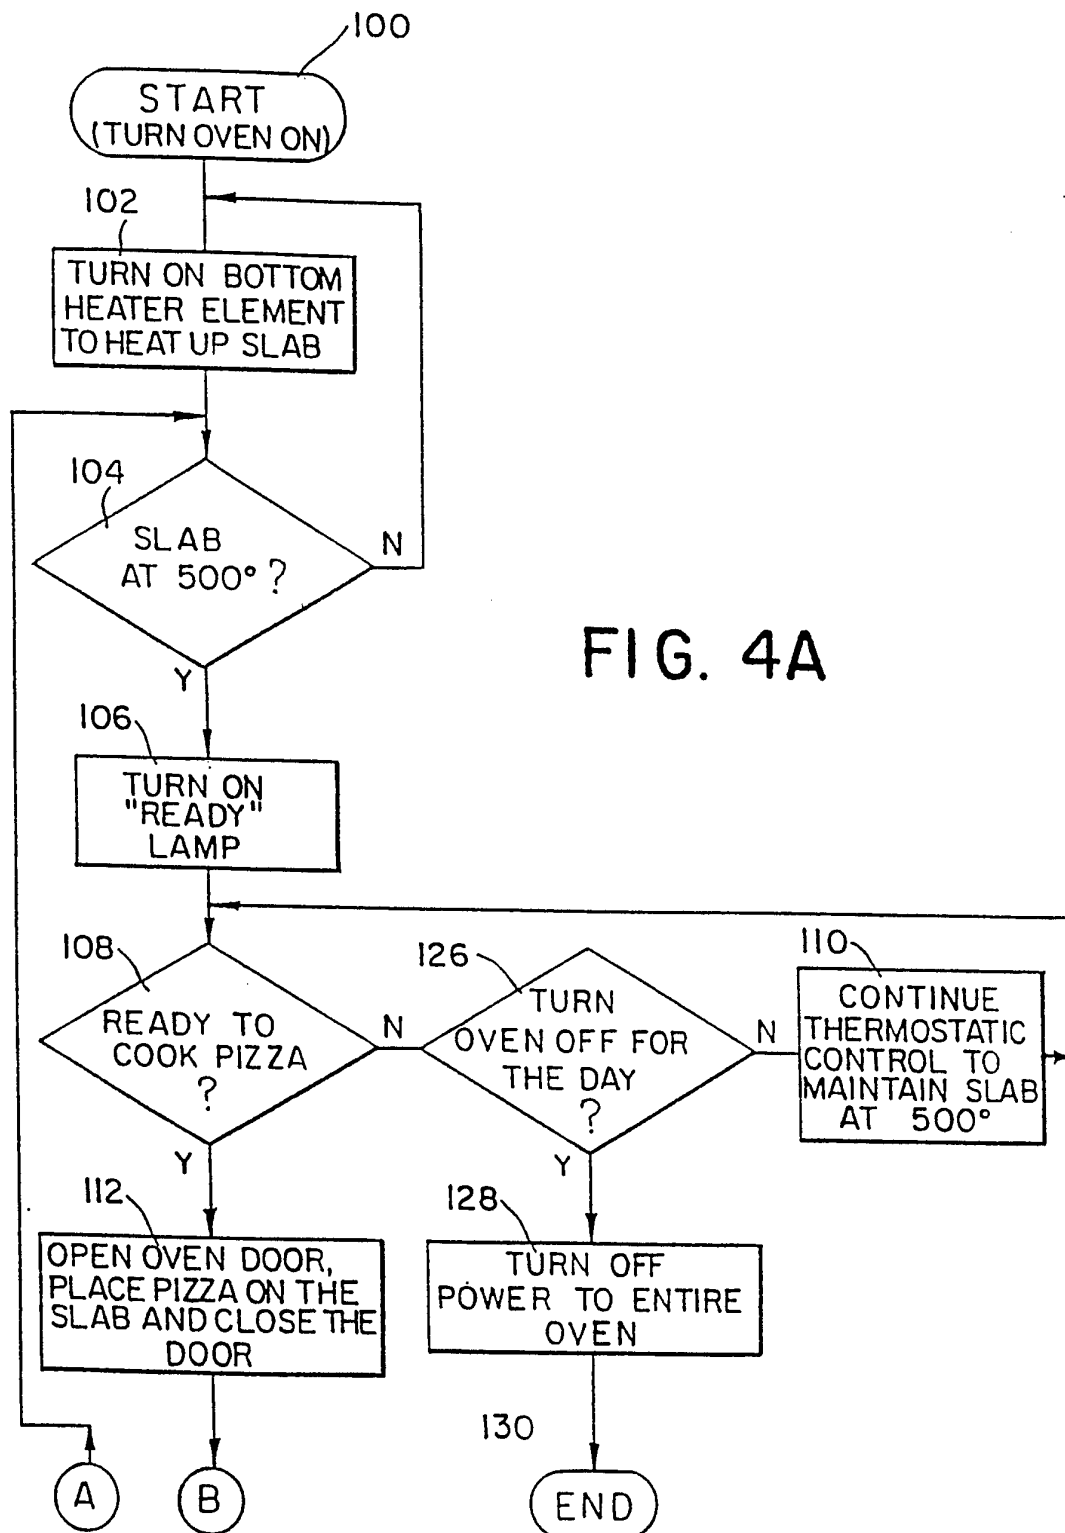 100
START
(TURN OVEN ON)
102
TURN ON BOTTOM
HEATER ELEMENT
TO HEAT UP SLAB
104
SLAB
AT 500° ?
N
Y
FIG. 4A
106
TURN ON
"READY"
LAMP
108
READY TO
COOK PIZZA
?
N
Y
126
TURN
OVEN OFF FOR
THE DAY
?
N
Y
110
CONTINUE
THERMOSTATIC
CONTROL TO
MAINTAIN SLAB
AT 500°
112
OPEN OVEN DOOR,
PLACE PIZZA ON THE
SLAB AND CLOSE THE
DOOR
128
TURN OFF
POWER TO ENTIRE
OVEN
130
A
B
END